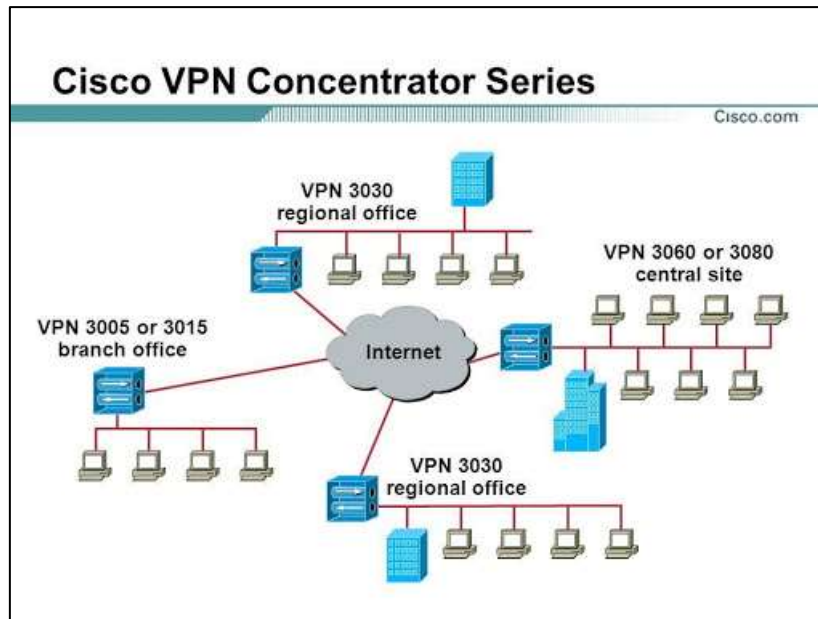 Cisco VPN Concentrator Series
Cisco.com
VPN 3030
regional office
VPN 3060 or 3080
central site
VPN 3005 or 3015
branch office
Internet
VPN 3030
regional office